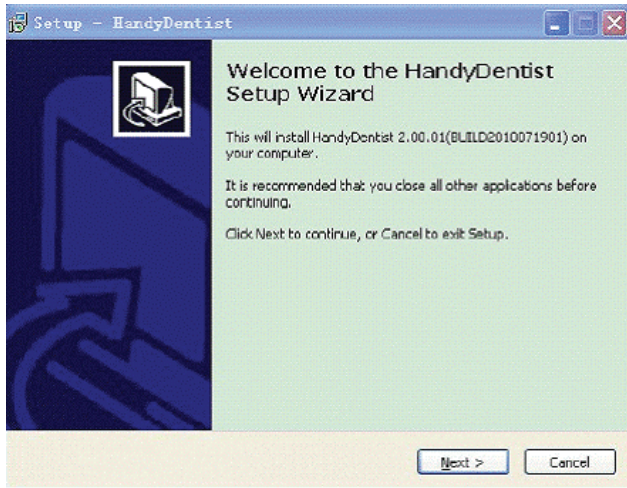 Setup - HandyDentist
Welcome to the HandyDentist
Setup Wizard
This will install HandyDentist 2.00.01(BUILD2010071901) on
your computer.
It is recommended that you close all other applications before
continuing.
Click Next to continue, or Cancel to exit Setup.
Next >
Cancel